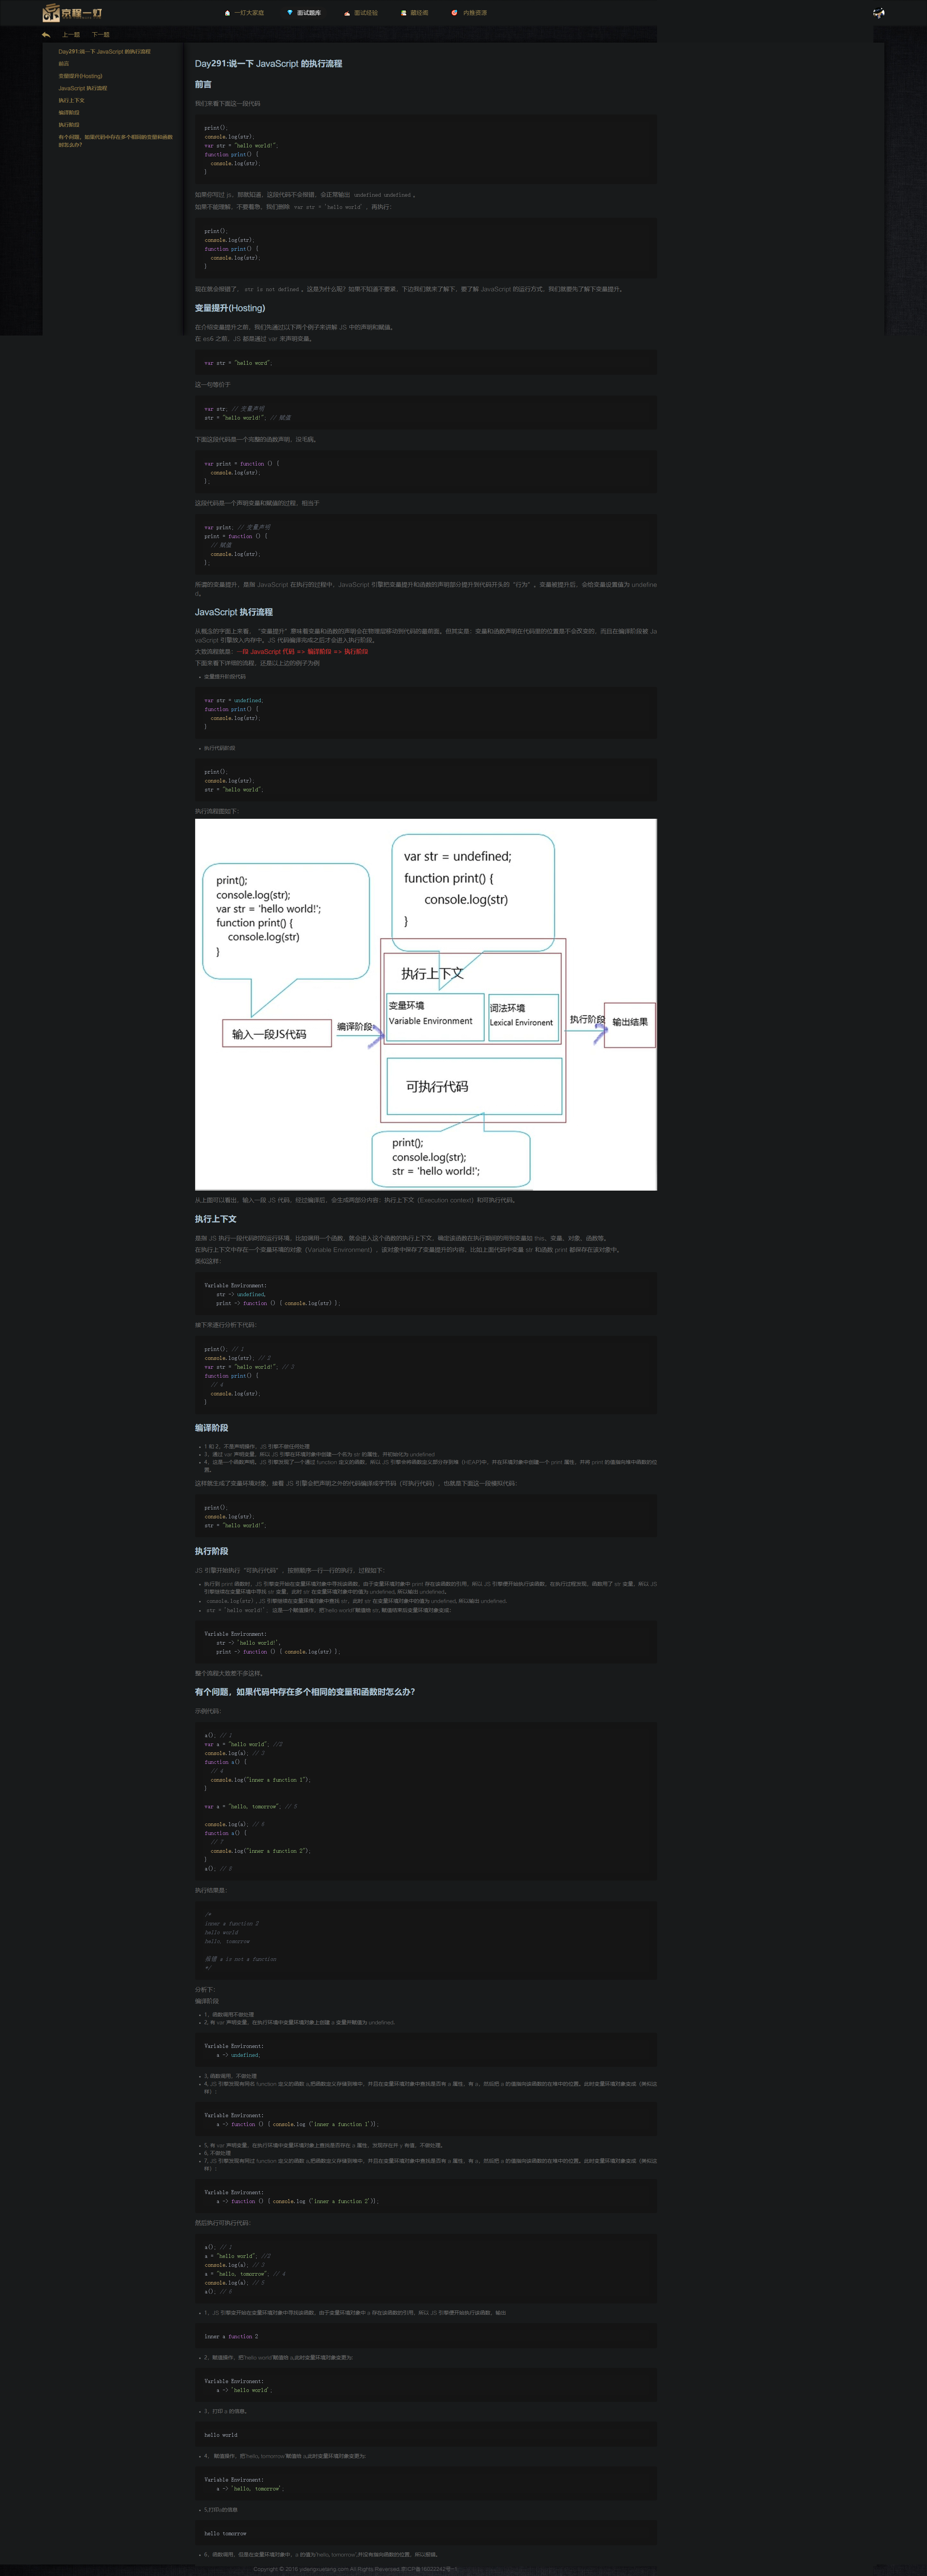 京程一灯
一灯大家庭
面试题库
面试经验
藏经阁
内推资源
上一题 下一题
Day291:说一下 JavaScript 的执行流程
前言
变量提升(Hosting)
JavaScript 执行流程
执行上下文
编译阶段
执行阶段
有个问题，如果代码中存在多个相同的变量和函数
时怎么办？
Day291:说一下 JavaScript 的执行流程
前言
我们来看下面这一段代码
print();
console.log(str);
var str = "hello world!";
function print() {
console.log(str);
}
如果你写过 js，那就知道，这段代码不会报错，会正常输出 undefined undefined 。
如果不能理解，不要着急，我们删除 var str = 'hello world' ，再执行：
print();
console.log(str);
function print() {
console.log(str);
}
现在就会报错了， str is not defined 。这是为什么呢？如果不知道不要紧，下边我们就来了解下，要了解 JavaScript 的运行方式，我们就要先了解下变量提升。
变量提升(Hosting)
在介绍变量提升之前，我们先通过以下两个例子来讲解 JS 中的声明和赋值。
在 es6 之前，JS 都是通过 var 来声明变量。
var str = "hello word";
这一句等价于
var str; // 变量声明
str = "hello world!"; // 赋值
下面这段代码是一个完整的函数声明，没毛病。
var print = function () {
console.log(str);
};
这段代码是一个声明变量和赋值的过程，相当于
var print; // 变量声明
print = function () {
// 赋值
console.log(str);
};
所谓的变量提升，是指 JavaScript 在执行的过程中，JavaScript 引擎把变量提升和函数的声明部分提升到代码开头的“行为”。变量被提升后，会给变量设置值为 undefine
d。
JavaScript 执行流程
从概念的字面上来看，“变量提升”意味着变量和函数的声明会在物理层移动到代码的最前面。但其实是：变量和函数声明在代码里的位置是不会改变的，而且在编译阶段被 Ja
vaScript 引擎放入内存中。JS 代码编译完成之后才会进入执行阶段。
大致流程就是：一段 JavaScript 代码 => 编译阶段 => 执行阶段
下面来看下详细的流程，还是以上边的例子为例
变量提升阶段代码
var str = undefined;
function print() {
console.log(str);
}
执行代码阶段
print();
console.log(str);
str = "hello world";
执行流程图如下：
var str = undefined;
function print() {
console.log(str)
}
print();
console.log(str);
var str = 'hello world!';
function print() {
console.log(str)
}
执行上下文
变量环境
Variable Environment
词法环境
Lexical Environent
输入一段JS代码
编译阶段
执行阶段
输出结果
可执行代码
print();
console.log(str);
str = 'hello world!';
从上图可以看出，输入一段 JS 代码，经过编译后，会生成两部分内容：执行上下文（Execution context）和可执行代码。
执行上下文
是指 JS 执行一段代码时的运行环境，比如调用一个函数，就会进入这个函数的执行上下文，确定该函数在执行期间的用到变量如 this、变量、对象、函数等。
在执行上下文中存在一个变量环境的对象（Variable Environment），该对象中保存了变量提升的内容，比如上面代码中变量 str 和函数 print 都保存在该对象中。
类似这样：
Variable Environment:
str -> undefined,
print -> function () { console.log(str) };
接下来逐行分析下代码：
print(); // 1
console.log(str); // 2
var str = "hello world!"; // 3
function print() {
// 4
console.log(str);
}
编译阶段
1 和 2，不是声明操作，JS 引擎不做任何处理
3，通过 var 声明变量，所以 JS 引擎在环境对象中创建一个名为 str 的属性，并初始化为 undefined
4，这是一个函数声明。JS 引擎发现了一个通过 function 定义的函数，所以 JS 引擎会将函数定义部分存到堆（HEAP)中，并在环境对象中创建一个 print 属性，并将 print 的值指向堆中函数的位
置。
这样就生成了变量环境对象，接着 JS 引擎会把声明之外的代码编译成字节码（可执行代码），也就是下面这一段模拟代码：
print();
console.log(str);
str = "hello world!";
执行阶段
JS 引擎开始执行“可执行代码”，按照顺序一行一行的执行，过程如下：
执行到 print 函数时，JS 引擎变开始在变量环境对象中寻找该函数，由于变量环境对象中 print 存在该函数的引用，所以 JS 引擎便开始执行该函数，在执行过程发现，函数用了 str 变量，所以 JS
引擎继续在变量环境中寻找 str 变量，此时 str 在变量环境对象中的值为 undefined, 所以输出 undefined。
console.log(str) , JS 引擎继续在变量环境对象中查找 str，此时 str 在变量环境对象中的值为 undefined, 所以输出 undefined.
str = 'hello world!' ; 这是一个赋值操作，把'hello world!'赋值给 str, 赋值结束后变量环境对象变成：
Variable Environment:
str -> 'hello world!',
print -> function () { console.log(str) };
整个流程大致差不多这样。
有个问题，如果代码中存在多个相同的变量和函数时怎么办？
示例代码：
a(); // 1
var a = "hello world"; //2
console.log(a); // 3
function a() {
// 4
console.log("inner a function 1");
}
var a = "hello, tomorrow"; // 5
console.log(a); // 6
function a() {
// 7
console.log("inner a function 2");
}
a(); // 8
执行结果是：
/*
inner a function 2
hello world
hello, tomorrow
报错 a is not a function
*/
分析下：
编译阶段
1，函数调用不做处理
2, 有 var 声明变量，在执行环境中变量环境对象上创建 a 变量并赋值为 undefined.
Variable Environment:
a -> undefined;
3, 函数调用，不做处理
4, JS 引擎发现有同名 function 定义的函数 a,把函数定义存储到堆中，并且在变量环境对象中查找是否有 a 属性，有 a，然后把 a 的值指向该函数的在堆中的位置。此时变量环境对象变成（类似这
样）：
Variable Environment:
a -> function () { console.log ('inner a function 1')};
5, 有 var 声明变量，在执行环境中变量环境对象上查找是否存在 a 属性，发现存在并 y 有值，不做处理。
6, 不做处理
7, JS 引擎发现有同过 function 定义的函数 a,把函数定义存储到堆中，并且在变量环境对象中查找是否有 a 属性，有 a，然后把 a 的值指向该函数的在堆中的位置。此时变量环境对象变成（类似这
样）：
Variable Environment:
a -> function () { console.log ('inner a function 2')};
然后执行可执行代码：
a(); // 1
a = "hello world"; //2
console.log(a); // 3
a = "hello, tomorrow"; // 4
console.log(a); // 5
a(); // 6
1，JS 引擎变开始在变量环境对象中寻找该函数，由于变量环境对象中 a 存在该函数的引用，所以 JS 引擎便开始执行该函数，输出
inner a function 2
2，赋值操作，把'hello world'赋值给 a,此时变量环境对象变更为:
Variable Environent:
a -> 'hello world';
3，打印 a 的信息。
hello world
4， 赋值操作，把'hello, tomorrow'赋值给 a,此时变量环境对象变更为:
Variable Environment:
a -> 'hello, tomorrow';
5,打印a的信息
hello tomorrow
6，函数调用，但是在变量环境对象中，a 的值为'hello, tomorrow',并没有指向函数的位置，所以报错。
Copyright © 2016 yidengxuetang.com All Rights Reversed.